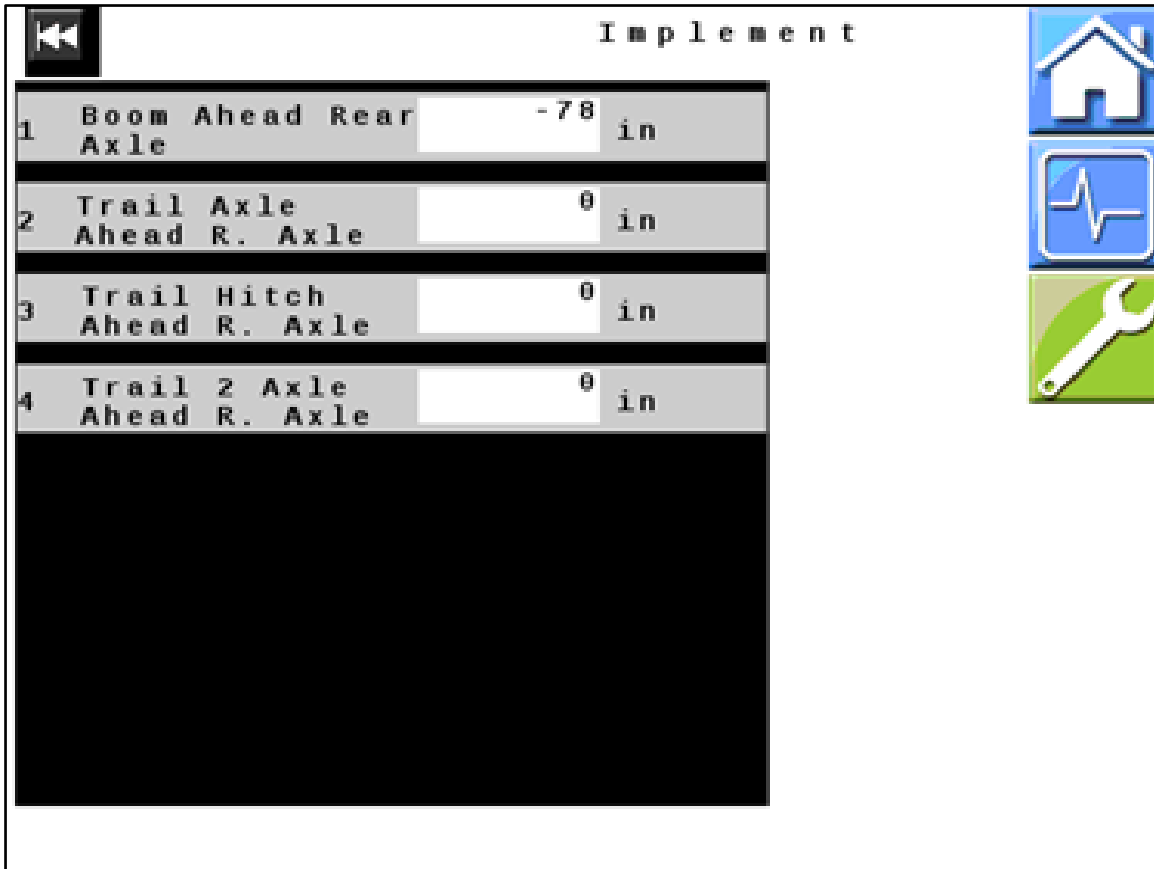 Implement
1 Boom Ahead Rear Axle -78 in
2 Trail Axle Ahead R. Axle 0 in
3 Trail Hitch Ahead R. Axle 0 in
4 Trail 2 Axle Ahead R. Axle 0 in